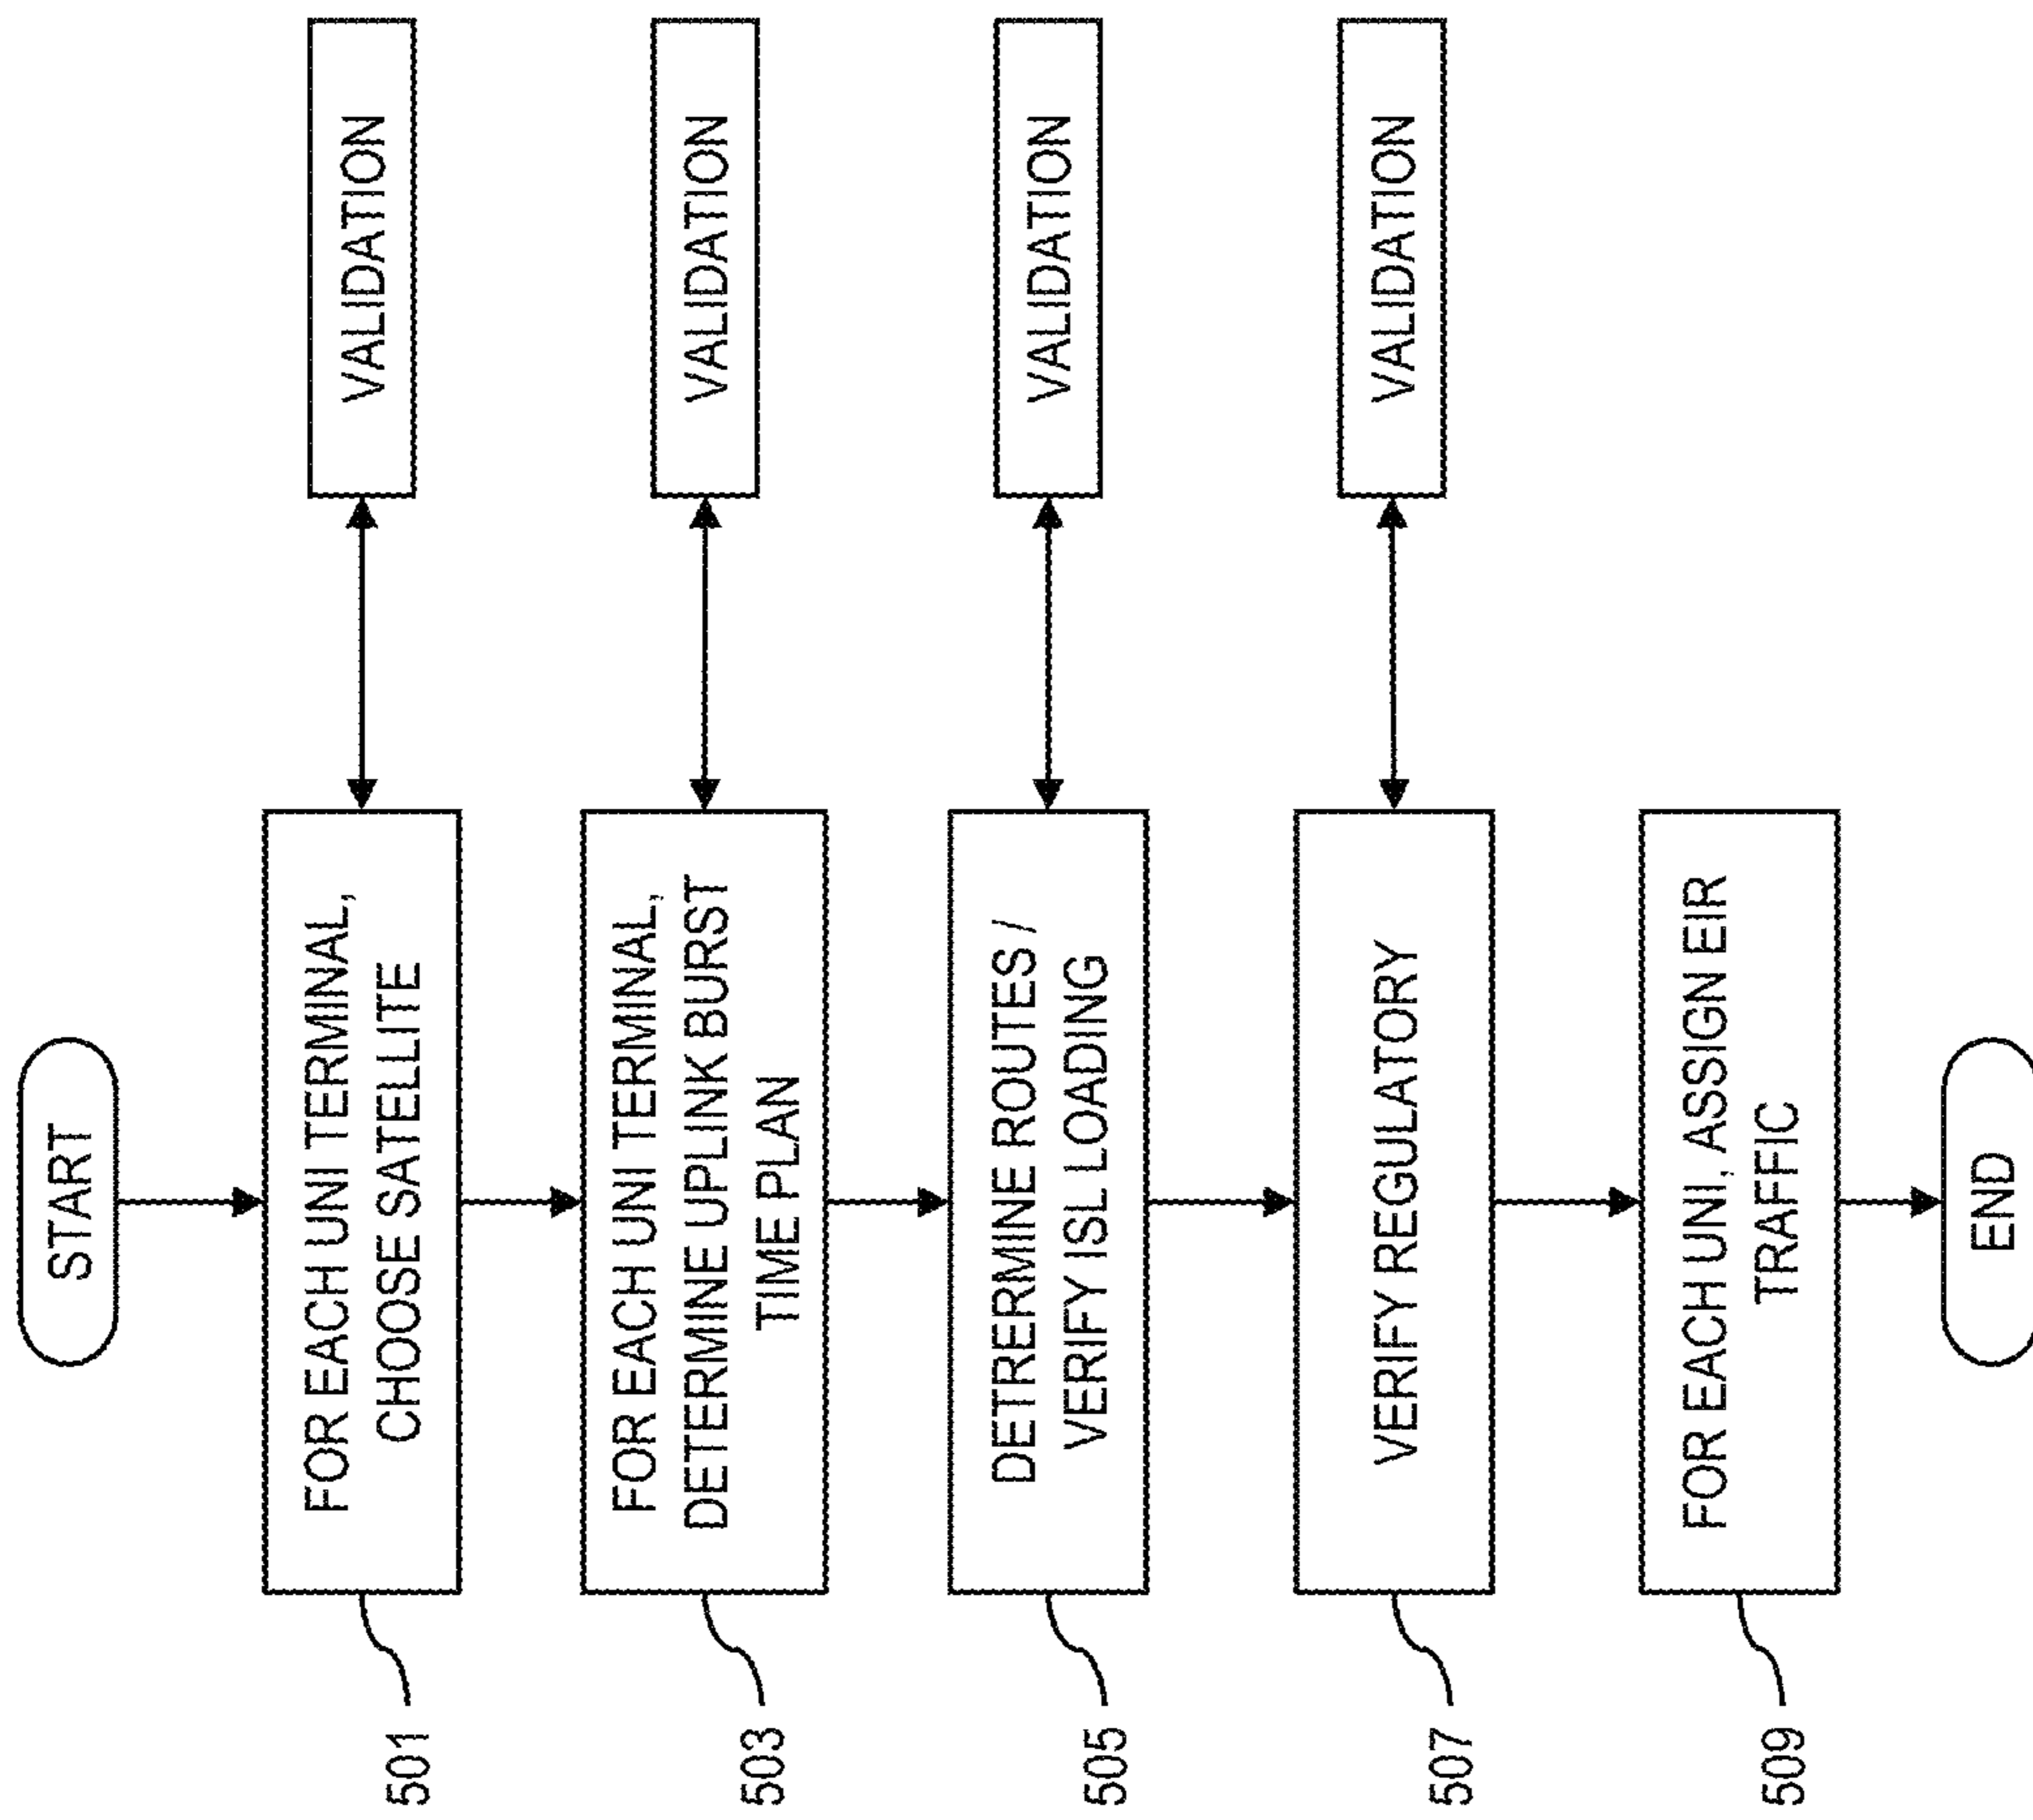 START
FOR EACH UNI TERMINAL,
CHOOSE SATELLITE
VALIDATION
501
FOR EACH UNI TERMINAL,
DETERMINE UPLINK BURST
TIME PLAN
VALIDATION
503
DETREMINE ROUTES /
VERIFY ISL LOADING
VALIDATION
505
VERIFY REGULATORY
VALIDATION
507
FOR EACH UNI, ASSIGN EIR
TRAFFIC
509
END